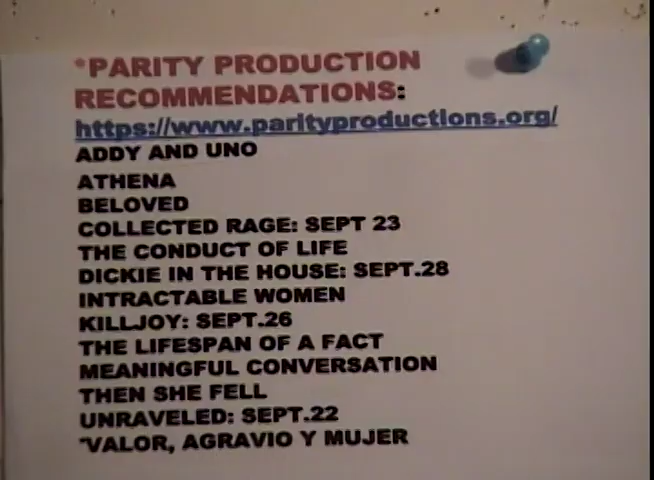 *PARITY PRODUCTION
RECOMMENDATIONS:
https://www.parityproductions.org/
ADDY AND UNO
ATHENA
BELOVED
COLLECTED RAGE: SEPT 23
THE CONDUCT OF LIFE
DICKIE IN THE HOUSE: SEPT.28
INTRACTABLE WOMEN
KILLJOY: SEPT.26
THE LIFESPAN OF A FACT
MEANINGFUL CONVERSATION
THEN SHE FELL
UNRAVELED: SEPT.22
*VALOR, AGRAVIO Y MUJER